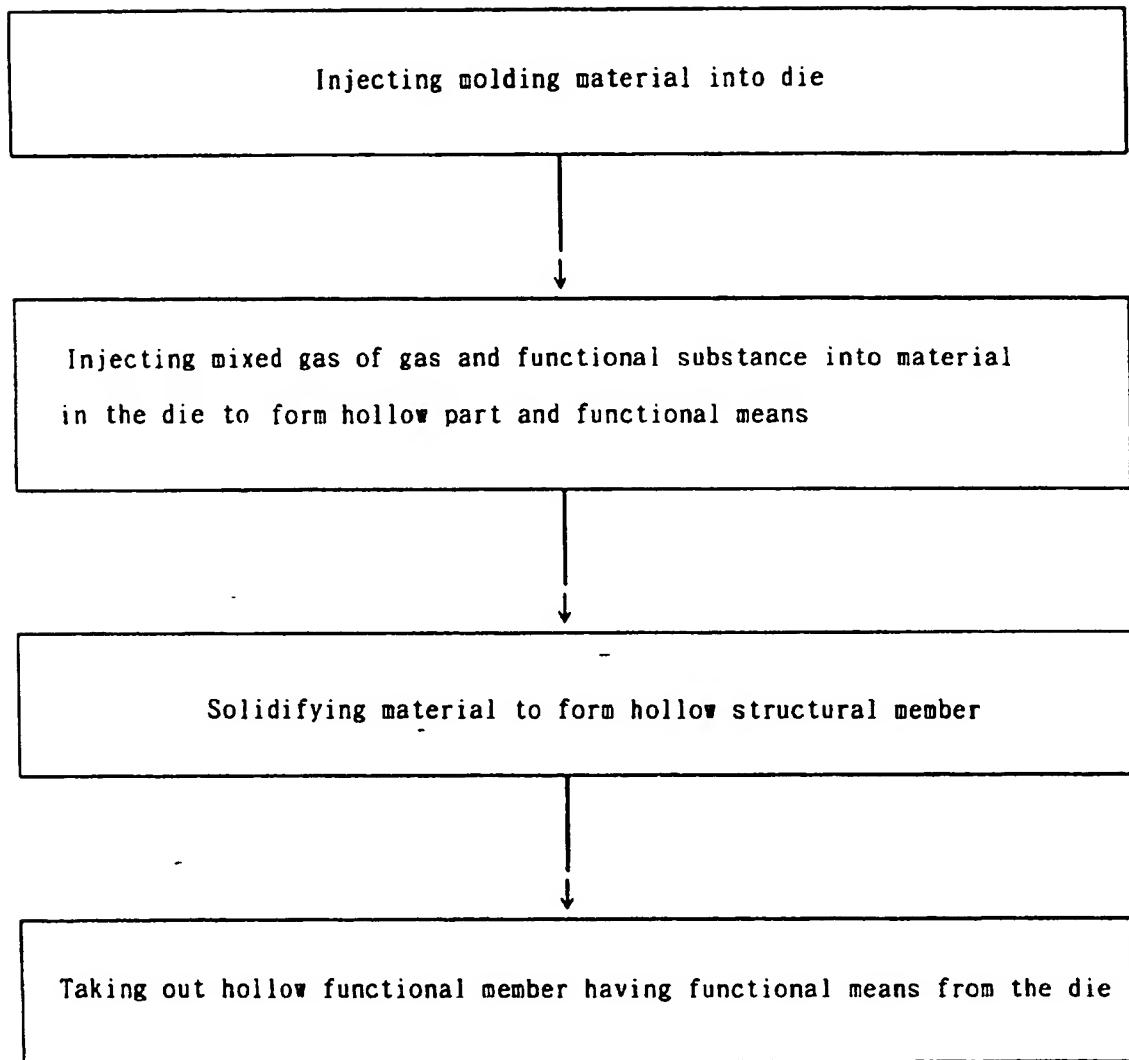 Injecting molding material into die
Injecting mixed gas of gas and functional substance into material
in the die to form hollow part and functional means
Solidifying material to form hollow structural member
Taking out hollow functional member having functional means from the die